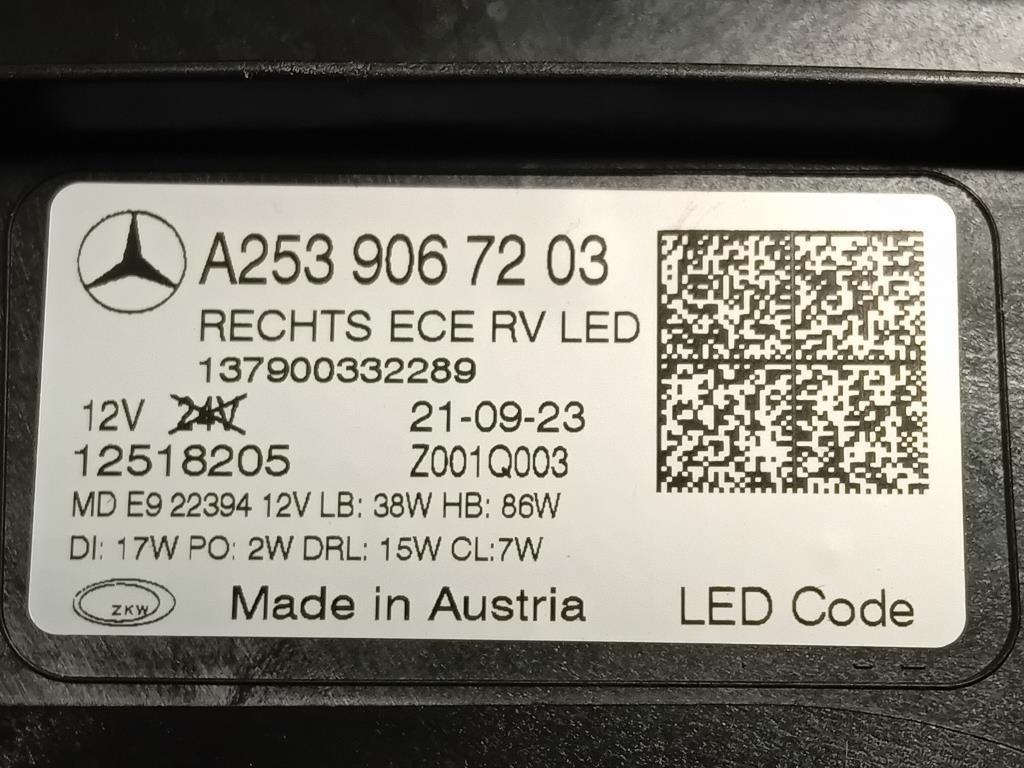 A253 906 72 03
RECHTS ECE RV LED
137900332289
12V 24V 21-09-23
12518205 Z001Q003
MD E9 22394 12V LB: 38W HB: 86W
DI: 17W PO: 2W DRL: 15W CL:7W
ZKW Made in Austria LED Code